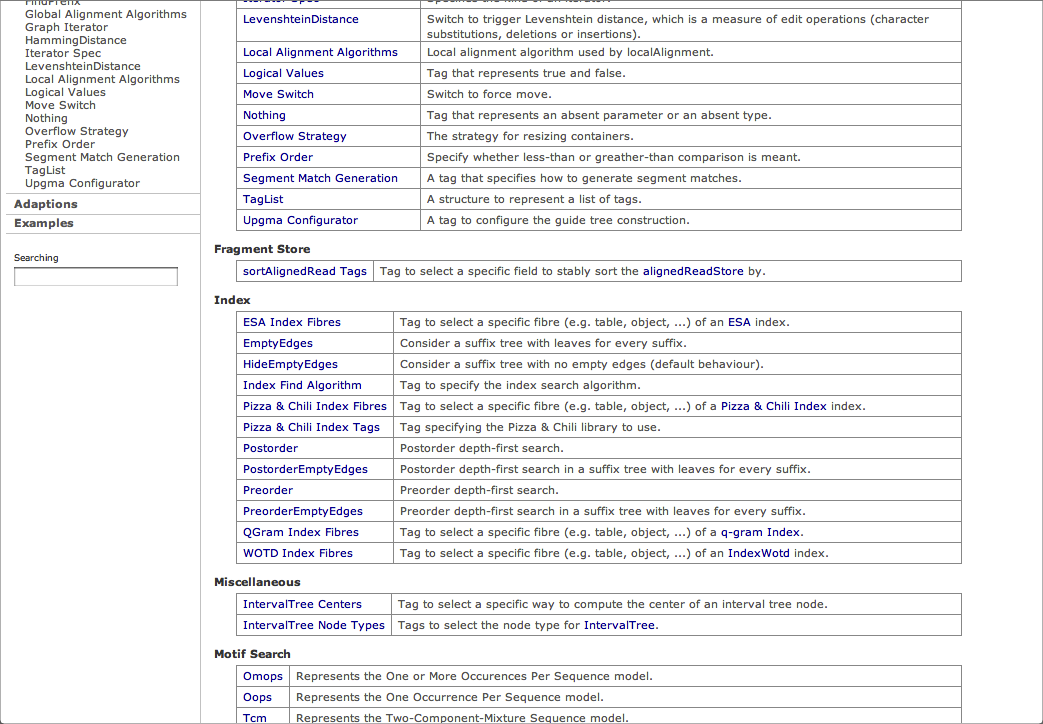 FindPrefix
Global Alignment Algorithms
Graph Iterator
HammingDistance
Iterator Spec
LevenshteinDistance
Local Alignment Algorithms
Logical Values
Move Switch
Nothing
Overflow Strategy
Prefix Order
Segment Match Generation
TagList
Upgma Configurator
Adaptions
Examples
Searching
Iterator Spec Specifies the kind of an iterator.
LevenshteinDistance Switch to trigger Levenshtein distance, which is a measure of edit operations (character
substitutions, deletions or insertions).
Local Alignment Algorithms Local alignment algorithm used by localAlignment.
Logical Values Tag that represents true and false.
Move Switch Switch to force move.
Nothing Tag that represents an absent parameter or an absent type.
Overflow Strategy The strategy for resizing containers.
Prefix Order Specify whether less-than or greather-than comparison is meant.
Segment Match Generation A tag that specifies how to generate segment matches.
TagList A structure to represent a list of tags.
Upgma Configurator A tag to configure the guide tree construction.
Fragment Store
sortAlignedRead Tags Tag to select a specific field to stably sort the alignedReadStore by.
Index
ESA Index Fibres Tag to select a specific fibre (e.g. table, object, ...) of an ESA index.
EmptyEdges Consider a suffix tree with leaves for every suffix.
HideEmptyEdges Consider a suffix tree with no empty edges (default behaviour).
Index Find Algorithm Tag to specify the index search algorithm.
Pizza & Chili Index Fibres Tag to select a specific fibre (e.g. table, object, ...) of a Pizza & Chili Index index.
Pizza & Chili Index Tags Tag specifying the Pizza & Chili library to use.
Postorder Postorder depth-first search.
PostorderEmptyEdges Postorder depth-first search in a suffix tree with leaves for every suffix.
Preorder Preorder depth-first search.
PreorderEmptyEdges Preorder depth-first search in a suffix tree with leaves for every suffix.
QGram Index Fibres Tag to select a specific fibre (e.g. table, object, ...) of a q-gram Index.
WOTD Index Fibres Tag to select a specific fibre (e.g. table, object, ...) of an IndexWotd index.
Miscellaneous
IntervalTree Centers Tag to select a specific way to compute the center of an interval tree node.
IntervalTree Node Types Tags to select the node type for IntervalTree.
Motif Search
Omops Represents the One or More Occurences Per Sequence model.
Oops Represents the One Occurrence Per Sequence model.
Tcm Represents the Two-Component-Mixture Sequence model.